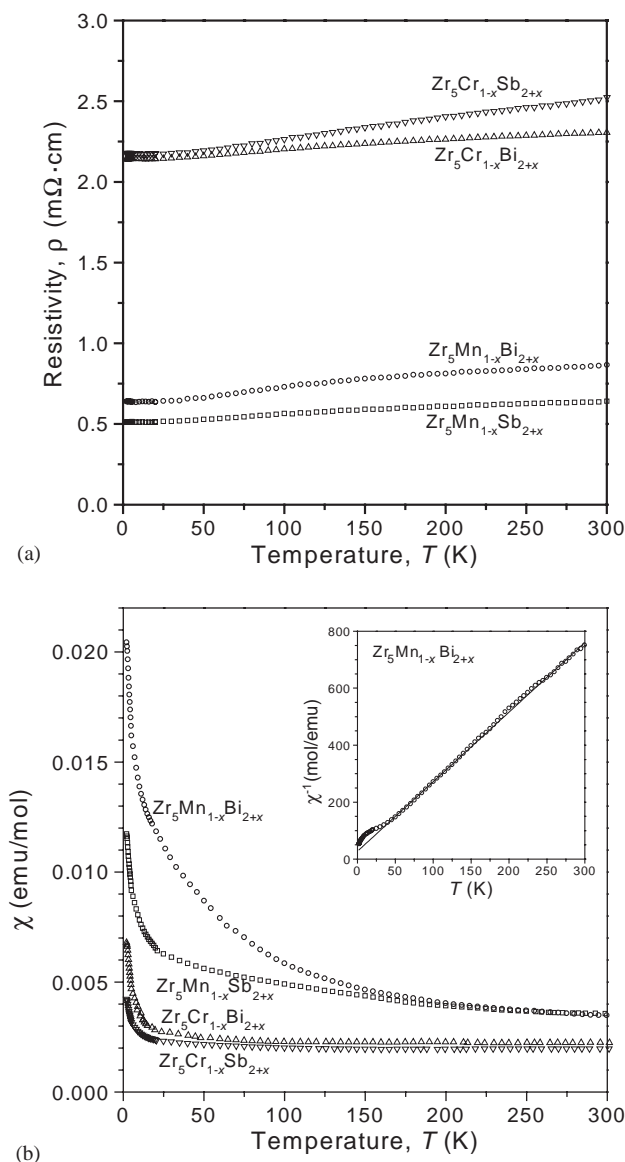 3.0
2.5
2.0
1.5
1.0
0.5
0.0
Resistivity, ρ (mΩ·cm)
Zr₅Cr₁₋ₓSb₂₊ₓ
Zr₅Cr₁₋ₓBi₂₊ₓ
Zr₅Mn₁₋ₓBi₂₊ₓ
Zr₅Mn₁₋ₓSb₂₊ₓ
0 50 100 150 200 250 300
(a)
Temperature, T (K)
0.020
0.015
0.010
0.005
0.000
χ (emu/mol)
Zr₅Mn₁₋ₓBi₂₊ₓ
Zr₅Mn₁₋ₓSb₂₊ₓ
Zr₅Cr₁₋ₓBi₂₊ₓ
Zr₅Cr₁₋ₓSb₂₊ₓ
800
600
400
200
0
χ⁻¹ (mol/emu)
Zr₅Mn₁₋ₓBi₂₊ₓ
0 50 100 150 200 250 300
T (K)
0 50 100 150 200 250 300
(b)
Temperature, T (K)